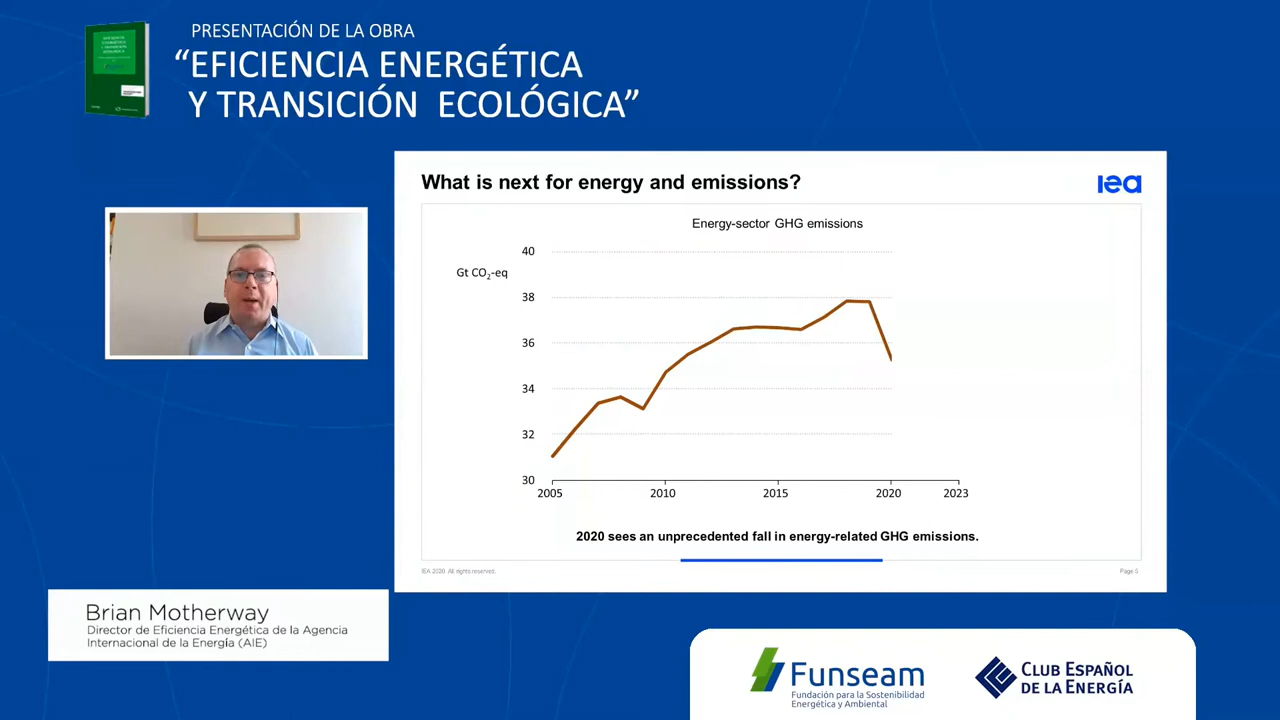 PRESENTACIÓN DE LA OBRA
“EFICIENCIA ENERGÉTICA
Y TRANSICIÓN ECOLÓGICA”
What is next for energy and emissions?
iea
Energy-sector GHG emissions
Gt CO2-eq
40
38
36
34
32
30
2005 2010 2015 2020 2023
2020 sees an unprecedented fall in energy-related GHG emissions.
IEA 2020. All rights reserved.
Page 5
Brian Motherway
Director de Eficiencia Energética de la Agencia
Internacional de la Energía (AIE)
Funseam
Fundación para la Sostenibilidad
Energética y Ambiental
CLUB ESPAÑOL
DE LA ENERGÍA